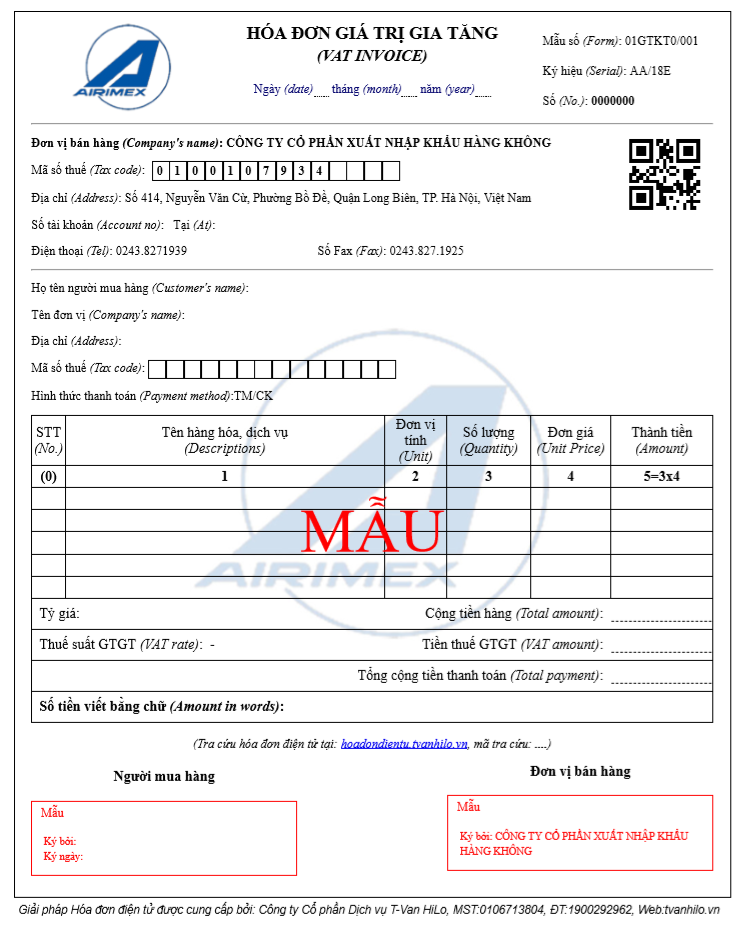 HÓA ĐƠN GIÁ TRỊ GIA TĂNG
(VAT INVOICE)
Ngày (date)__ tháng (month)__ năm (year)__
Mẫu số (Form): 01GTKT0/001
Ký hiệu (Serial): AA/18E
Số (No.): 0000000
AIRIMEX
Đơn vị bán hàng (Company's name): CÔNG TY CỔ PHẦN XUẤT NHẬP KHẨU HÀNG KHÔNG
Mã số thuế (Tax code): 0 1 0 0 1 0 7 9 3 4
Địa chỉ (Address): Số 414, Nguyễn Văn Cừ, Phường Bồ Đề, Quận Long Biên, TP. Hà Nội, Việt Nam
Số tài khoản (Account no): Tại (At):
Điện thoại (Tel): 0243.8271939 Số Fax (Fax): 0243.827.1925
Họ tên người mua hàng (Customer's name):
Tên đơn vị (Company's name):
Địa chỉ (Address):
Mã số thuế (Tax code):
Hình thức thanh toán (Payment method):TM/CK
STT (No.) Tên hàng hóa, dịch vụ (Descriptions) Đơn vị tính (Unit) Số lượng (Quantity) Đơn giá (Unit Price) Thành tiền (Amount)
(0) 1 2 3 4 5=3x4
MẪU
AIRIMEX
Tỷ giá: Cộng tiền hàng (Total amount):
Thuế suất GTGT (VAT rate): - Tiền thuế GTGT (VAT amount):
Tổng cộng tiền thanh toán (Total payment):
Số tiền viết bằng chữ (Amount in words):
(Tra cứu hóa đơn điện tử tại: hoadondientu.tvanhilo.vn, mã tra cứu: ....)
Người mua hàng
Đơn vị bán hàng
Mẫu
Ký bởi:
Ký ngày:
Mẫu
Ký bởi: CÔNG TY CỔ PHẦN XUẤT NHẬP KHẨU
HÀNG KHÔNG
Giải pháp Hóa đơn điện tử được cung cấp bởi: Công ty Cổ phần Dịch vụ T-Van HiLo, MST:0106713804, ĐT:1900292962, Web:tvanhilo.vn